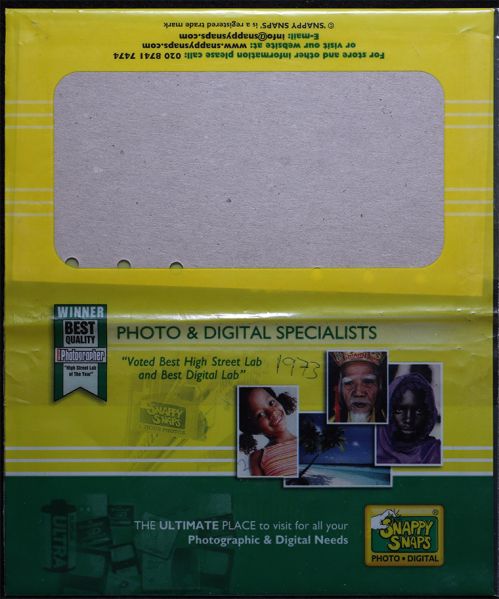 For store and other information please call: 020 8741 7474
or visit our website at: www.snappysnaps.com
E-mail: info@snappysnaps.com
© 'SNAPPY SNAPS' is a registered trade mark
WINNER
BEST
QUALITY
Photographer
"High Street Lab
of The Year"
PHOTO & DIGITAL SPECIALISTS
"Voted Best High Street Lab
and Best Digital Lab"
1973
SNAPPY
SNAPS
ULTRA
THE ULTIMATE PLACE to visit for all your
Photographic & Digital Needs
SNAPPY
SNAPS
®
PHOTO • DIGITAL